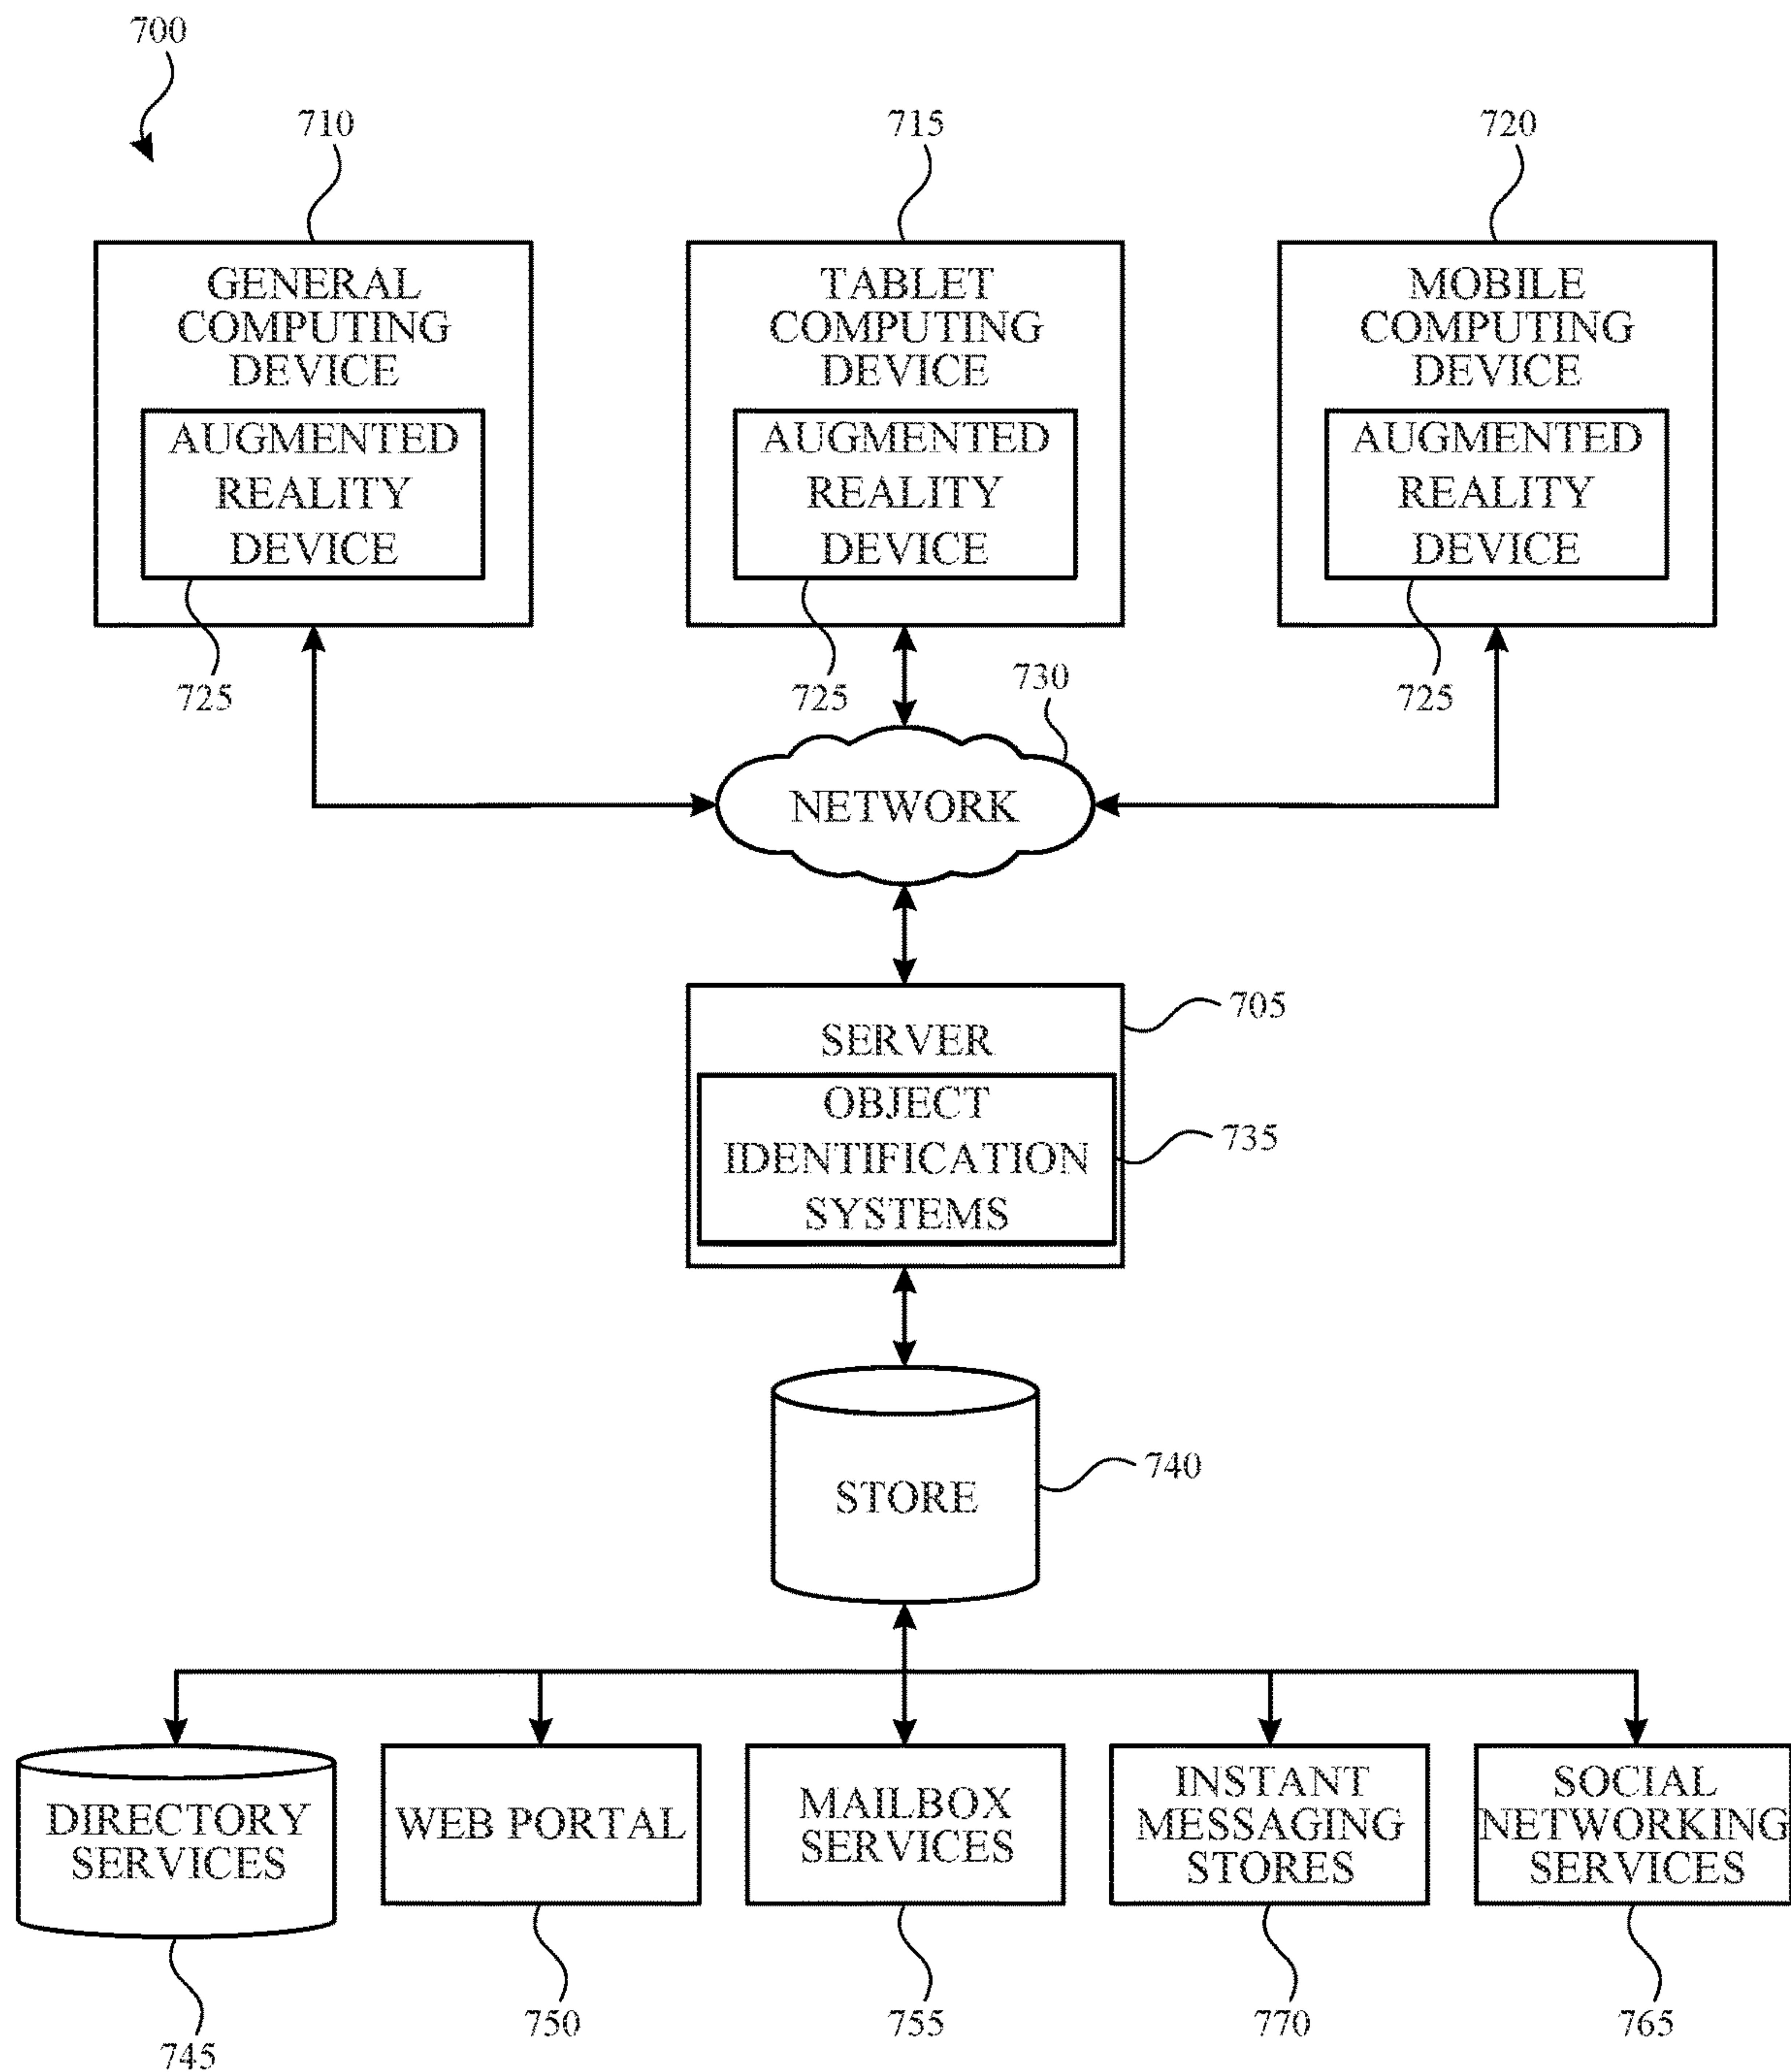 700
710
715
720
GENERAL
COMPUTING
DEVICE
AUGMENTED
REALITY
DEVICE
TABLET
COMPUTING
DEVICE
AUGMENTED
REALITY
DEVICE
MOBILE
COMPUTING
DEVICE
AUGMENTED
REALITY
DEVICE
725
725
725
730
NETWORK
SERVER
705
OBJECT
IDENTIFICATION
SYSTEMS
735
STORE
740
DIRECTORY
SERVICES
WEB PORTAL
MAILBOX
SERVICES
INSTANT
MESSAGING
STORES
SOCIAL
NETWORKING
SERVICES
745
750
755
770
765